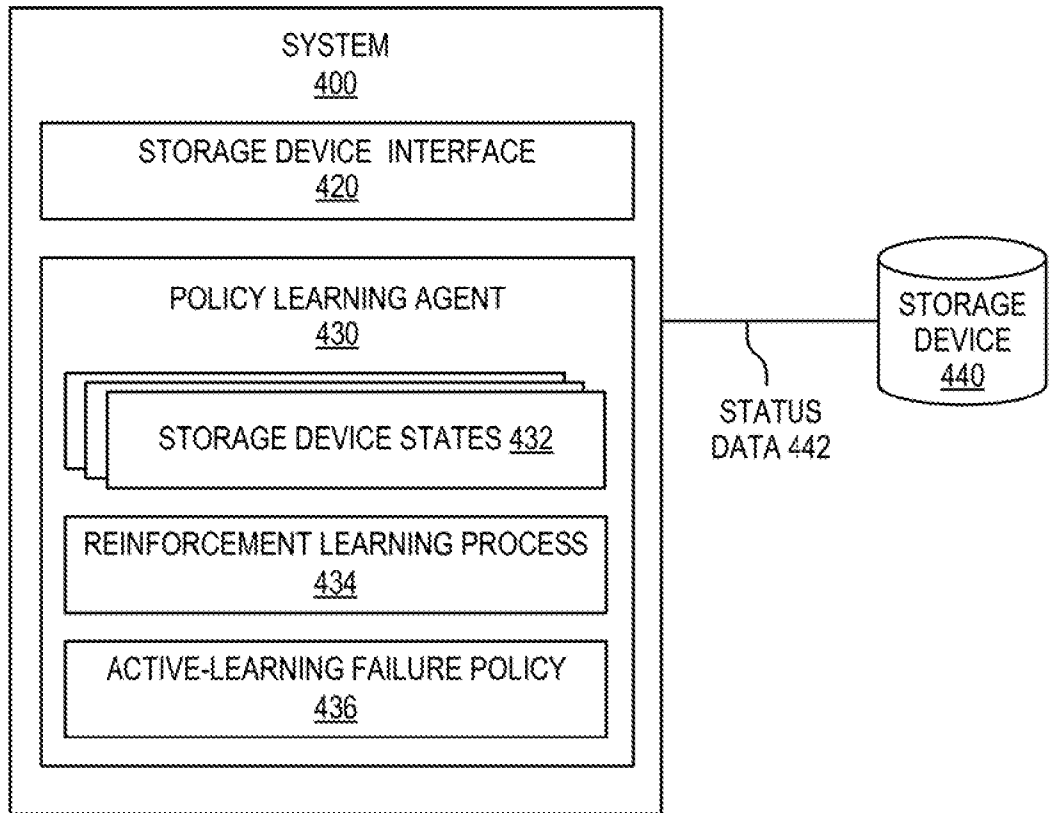 SYSTEM
400
STORAGE DEVICE INTERFACE
420
POLICY LEARNING AGENT
430
STORAGE DEVICE STATES 432
REINFORCEMENT LEARNING PROCESS
434
ACTIVE-LEARNING FAILURE POLICY
436
STATUS
DATA 442
STORAGE
DEVICE
440